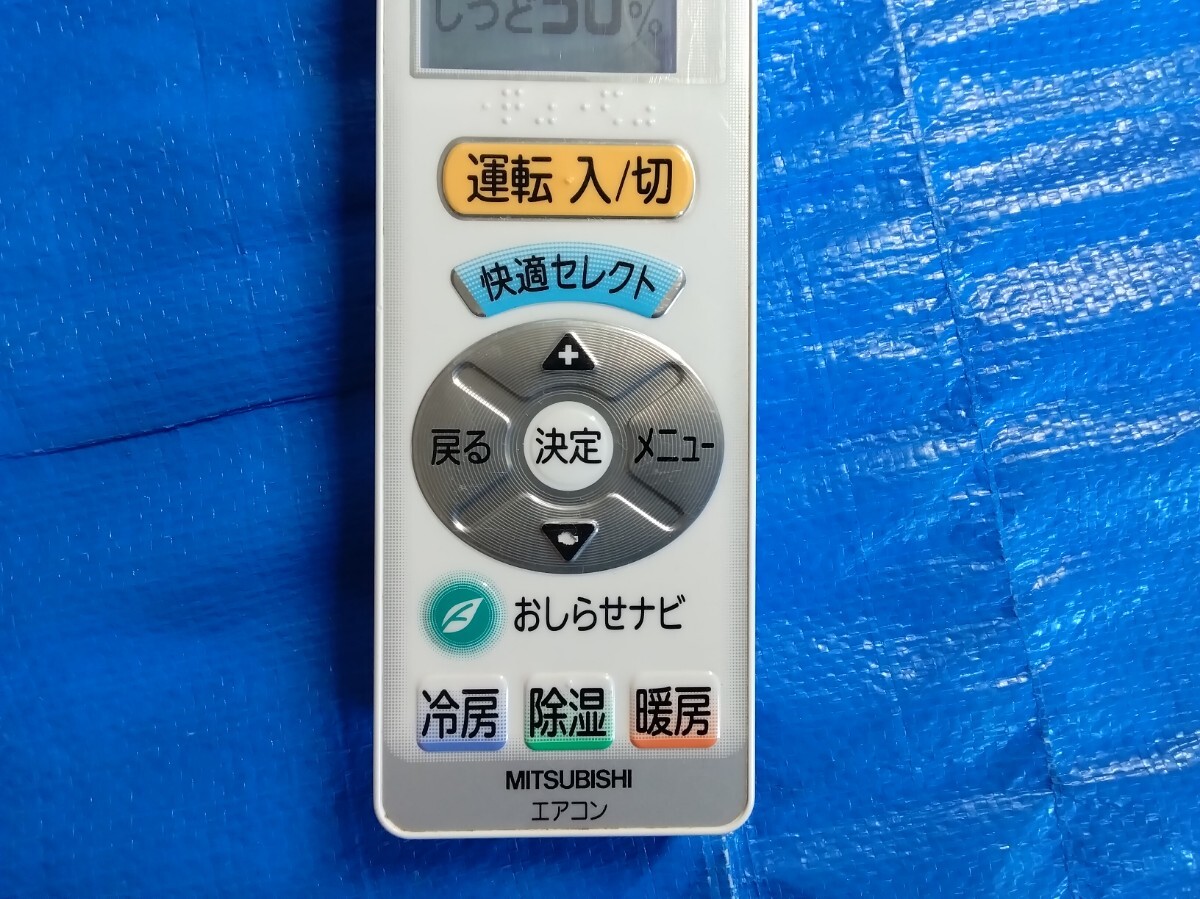 しつど50%
運転 入/切
快適セレクト
+
戻る 決定 メニュー
おしらせナビ
冷房 除湿 暖房
MITSUBISHI
エアコン